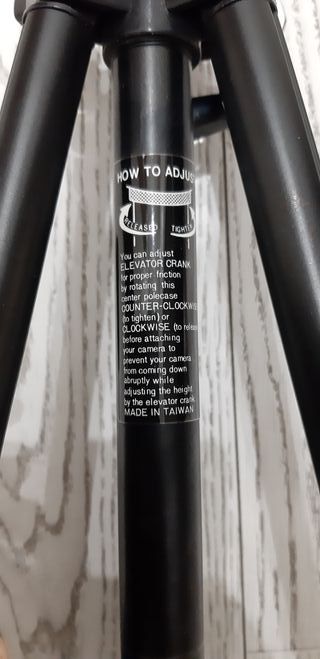 HOW TO ADJUS
RELEASED TIGHTEN
You can adjust
ELEVATOR CRANK
for proper friction
by rotating this
center polecase
COUNTER-CLOCKWISE
(to tighten) or
CLOCKWISE (to release
before attaching
your camera to
prevent your camera
from coming down
abruptly while
adjusting the height
by the elevator crank
MADE IN TAIWAN